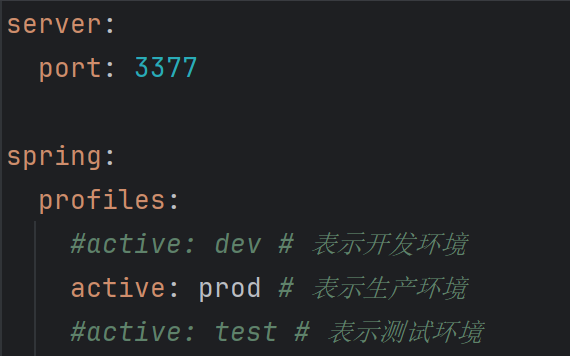 server:
  port: 3377

spring:
  profiles:
    #active: dev # 表示开发环境
    active: prod # 表示生产环境
    #active: test # 表示测试环境